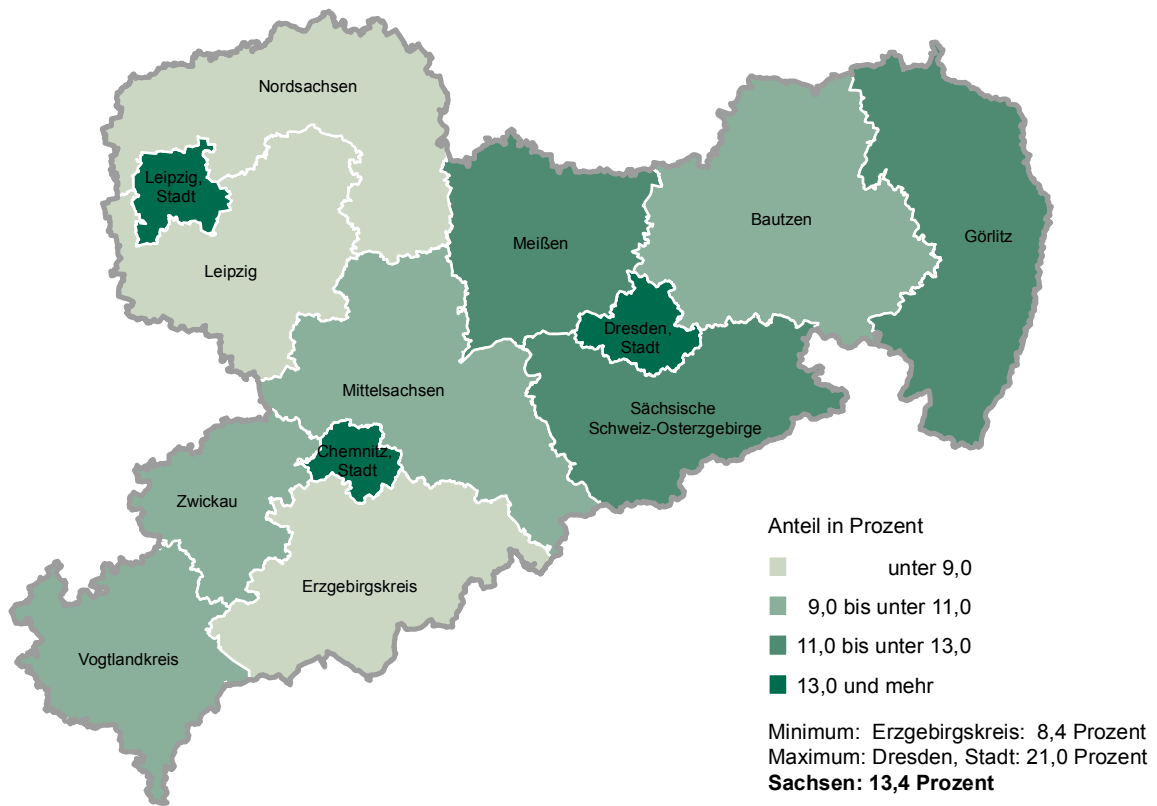 Nordsachsen
Leipzig,
Stadt
Leipzig
Meißen
Bautzen
Görlitz
Dresden,
Stadt
Mittelsachsen
Sächsische
Schweiz-Osterzgebirge
Chemnitz,
Stadt
Zwickau
Erzgebirgskreis
Vogtlandkreis
Anteil in Prozent
unter 9,0
9,0 bis unter 11,0
11,0 bis unter 13,0
13,0 und mehr
Minimum: Erzgebirgskreis: 8,4 Prozent
Maximum: Dresden, Stadt: 21,0 Prozent
Sachsen: 13,4 Prozent